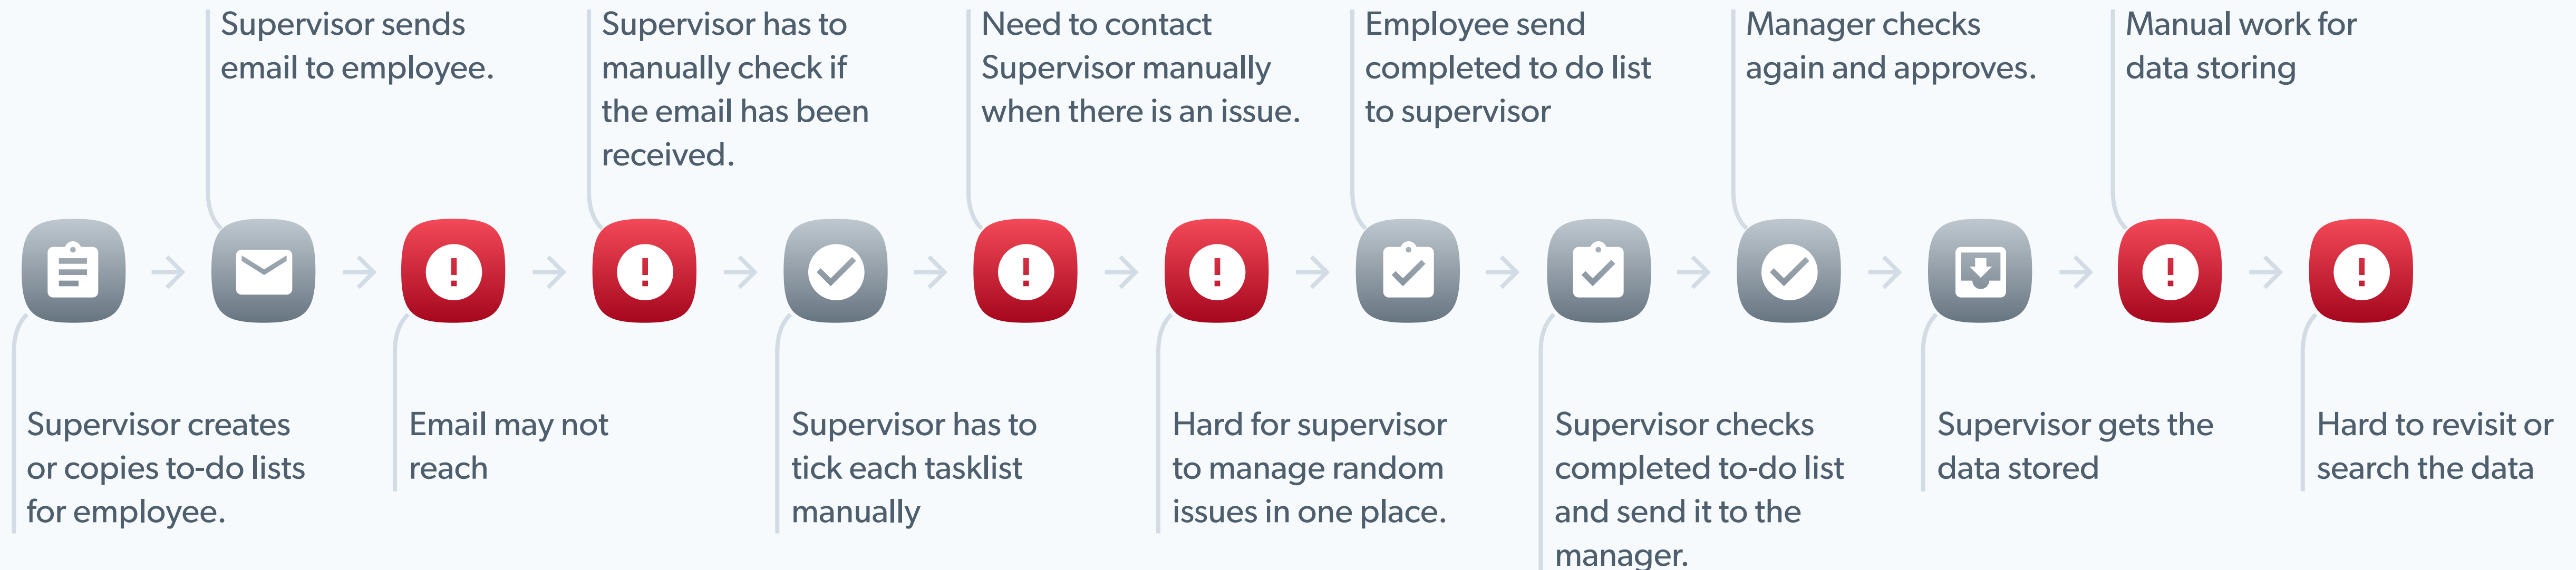 Supervisor creates
or copies to-do lists
for employee.
Supervisor sends
email to employee.
Email may not
reach
Supervisor has to
manually check if
the email has been
received.
Supervisor has to
tick each tasklist
manually
Need to contact
Supervisor manually
when there is an issue.
Hard for supervisor
to manage random
issues in one place.
Employee send
completed to do list
to supervisor
Supervisor checks
completed to-do list
and send it to the
manager.
Manager checks
again and approves.
Supervisor gets the
data stored
Manual work for
data storing
Hard to revisit or
search the data